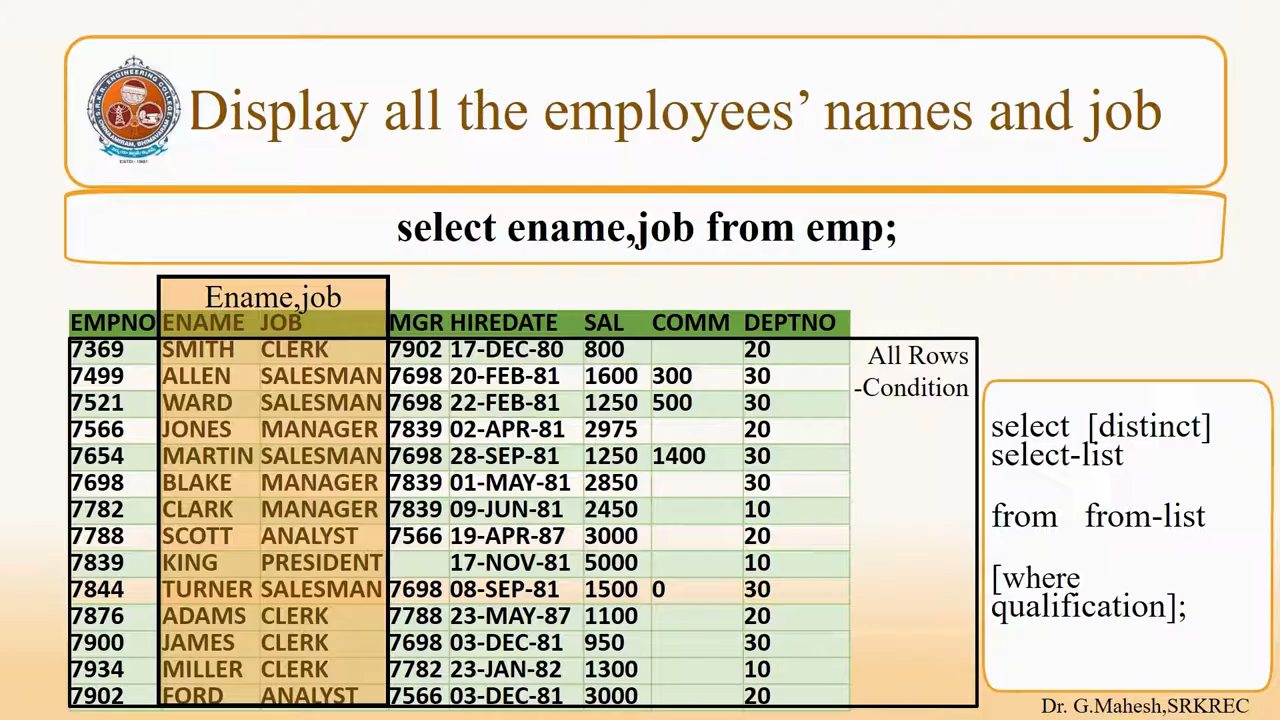 Display all the employees’ names and job
select ename,job from emp;
Ename,job
EMPNO ENAME JOB MGR HIREDATE SAL COMM DEPTNO
7369 SMITH CLERK 7902 17-DEC-80 800 20
7499 ALLEN SALESMAN 7698 20-FEB-81 1600 300 30
7521 WARD SALESMAN 7698 22-FEB-81 1250 500 30
7566 JONES MANAGER 7839 02-APR-81 2975 20
7654 MARTIN SALESMAN 7698 28-SEP-81 1250 1400 30
7698 BLAKE MANAGER 7839 01-MAY-81 2850 30
7782 CLARK MANAGER 7839 09-JUN-81 2450 10
7788 SCOTT ANALYST 7566 19-APR-87 3000 20
7839 KING PRESIDENT 17-NOV-81 5000 10
7844 TURNER SALESMAN 7698 08-SEP-81 1500 0 30
7876 ADAMS CLERK 7788 23-MAY-87 1100 20
7900 JAMES CLERK 7698 03-DEC-81 950 30
7934 MILLER CLERK 7782 23-JAN-82 1300 10
7902 FORD ANALYST 7566 03-DEC-81 3000 20
All Rows
-Condition
select [distinct]
select-list
from from-list
[where
qualification];
Dr. G.Mahesh,SRKREC